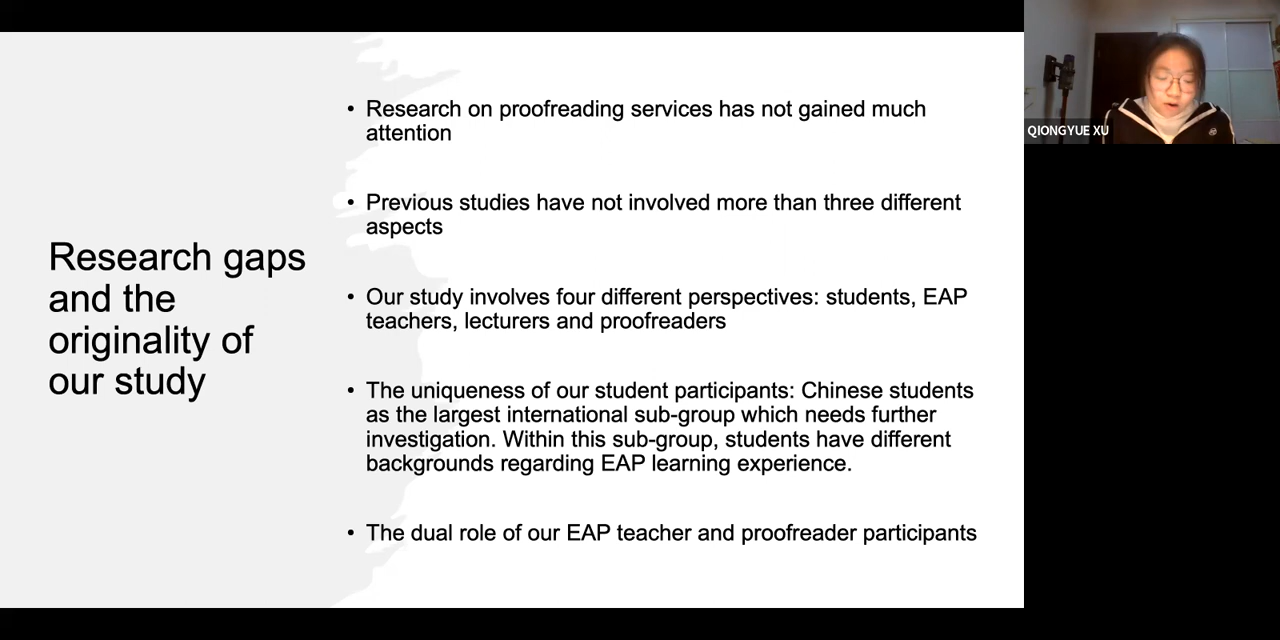 Research gaps
and the
originality of
our study
• Research on proofreading services has not gained much
attention
• Previous studies have not involved more than three different
aspects
• Our study involves four different perspectives: students, EAP
teachers, lecturers and proofreaders
• The uniqueness of our student participants: Chinese students
as the largest international sub-group which needs further
investigation. Within this sub-group, students have different
backgrounds regarding EAP learning experience.
• The dual role of our EAP teacher and proofreader participants
QIONGYUE XU